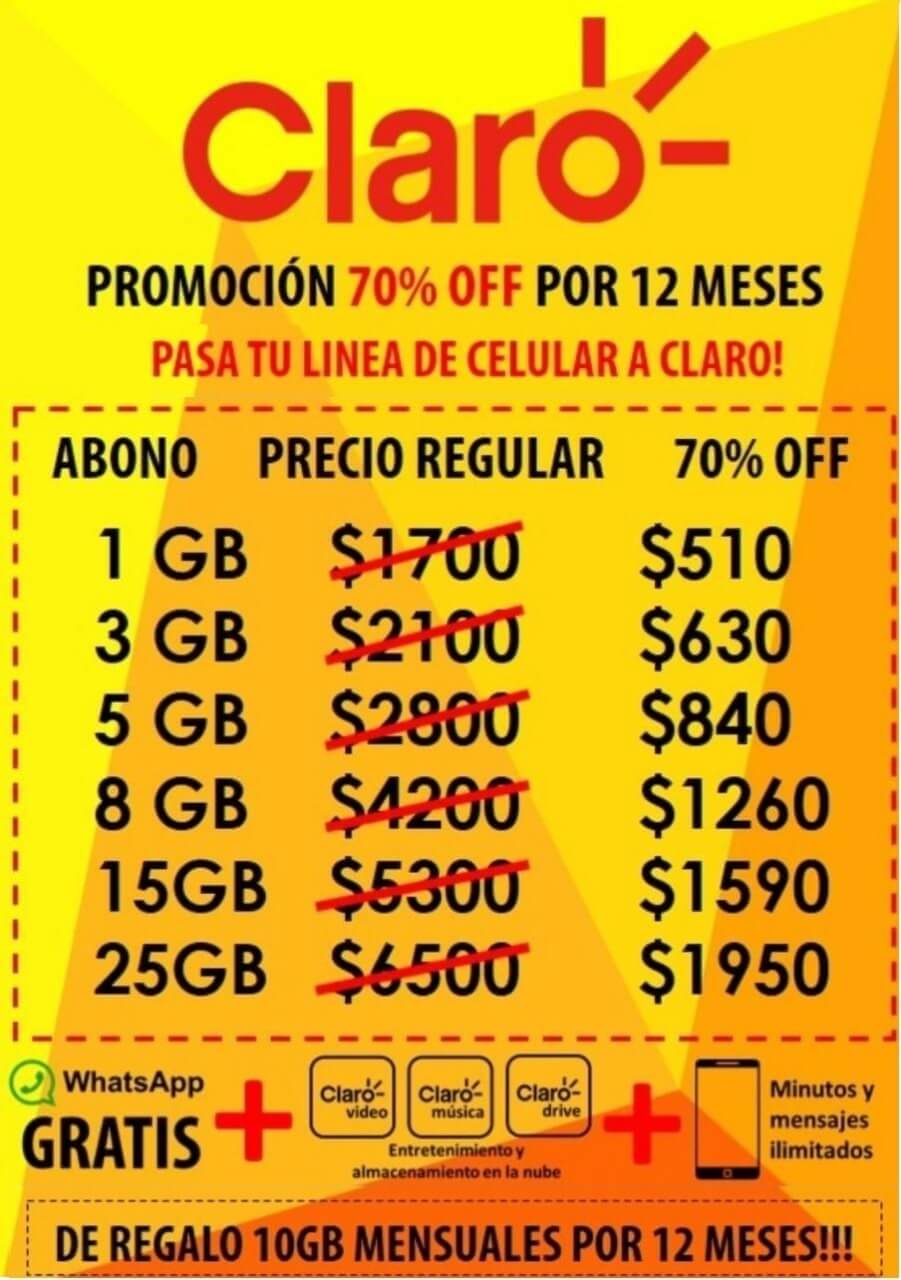 Claro
PROMOCIÓN 70% OFF POR 12 MESES
PASA TU LINEA DE CELULAR A CLARO!
ABONO PRECIO REGULAR 70% OFF
1 GB $1700 $510
3 GB $2100 $630
5 GB $2800 $840
8 GB $4200 $1260
15GB $5300 $1590
25GB $6500 $1950
WhatsApp
GRATIS
+
Claro
video
Claro
música
Claro
drive
Entretenimiento y
almacenamiento en la nube
+
Minutos y
mensajes
ilimitados
DE REGALO 10GB MENSUALES POR 12 MESES!!!